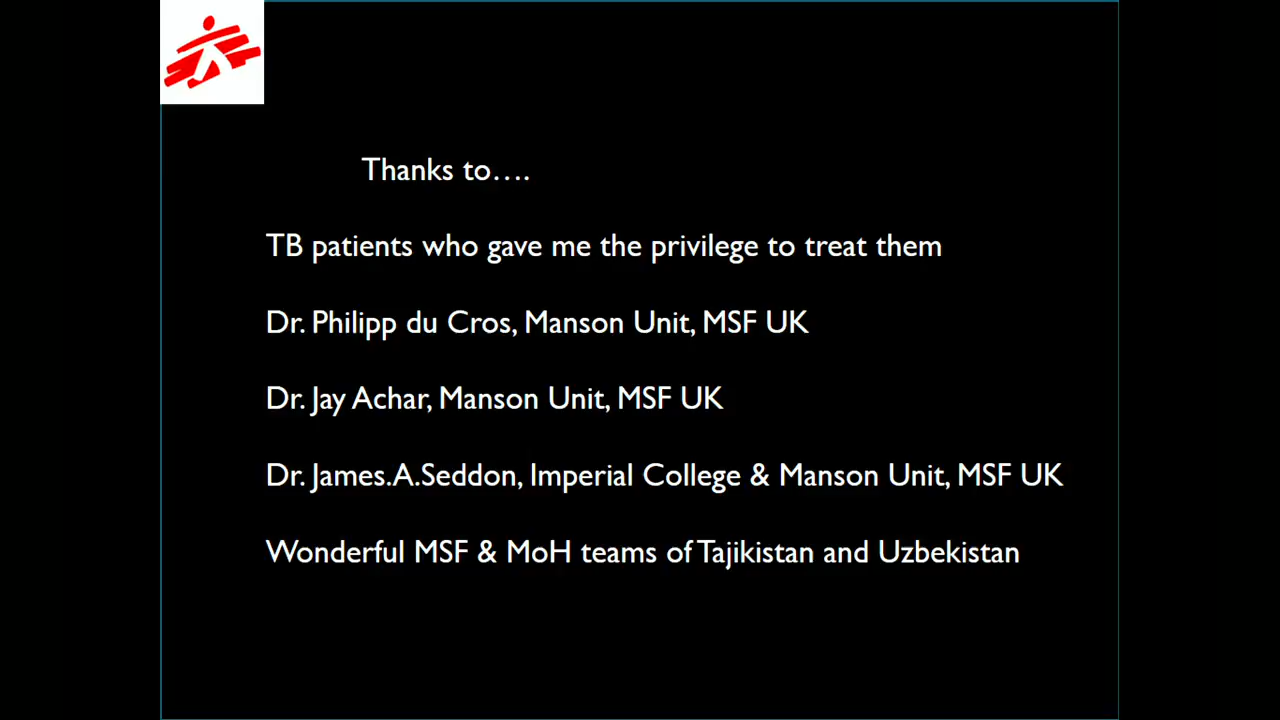 Thanks to….
TB patients who gave me the privilege to treat them
Dr. Philipp du Cros, Manson Unit, MSF UK
Dr. Jay Achar, Manson Unit, MSF UK
Dr. James.A.Seddon, Imperial College & Manson Unit, MSF UK
Wonderful MSF & MoH teams of Tajikistan and Uzbekistan